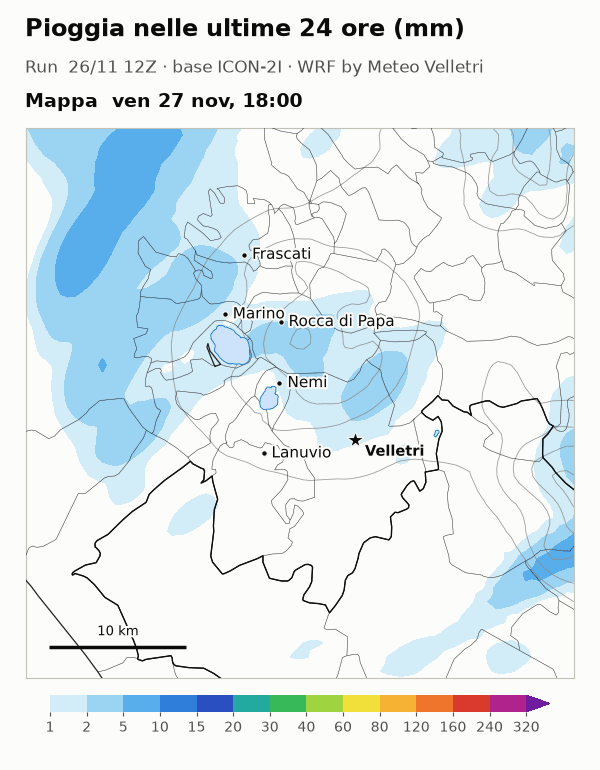 Pioggia nelle ultime 24 ore (mm)
Run  26/11 12Z · base ICON-2I · WRF by Meteo Velletri
Mappa  ven 27 nov, 18:00
Frascati
Marino
Rocca di Papa
Nemi
Velletri
Lanuvio
10 km
1 2 5 10 15 20 30 40 60 80 120 160 240 320